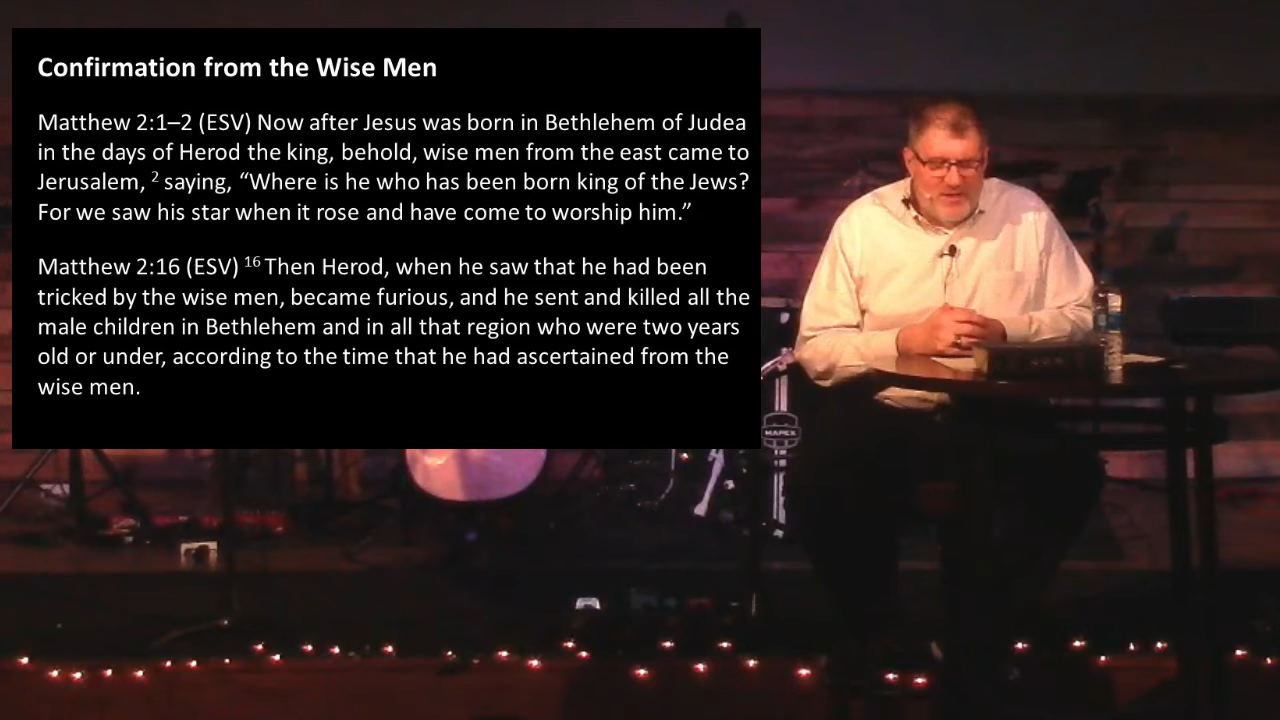 Confirmation from the Wise Men
Matthew 2:1–2 (ESV) Now after Jesus was born in Bethlehem of Judea
in the days of Herod the king, behold, wise men from the east came to
Jerusalem, ² saying, “Where is he who has been born king of the Jews?
For we saw his star when it rose and have come to worship him.”
Matthew 2:16 (ESV) ¹⁶ Then Herod, when he saw that he had been
tricked by the wise men, became furious, and he sent and killed all the
male children in Bethlehem and in all that region who were two years
old or under, according to the time that he had ascertained from the
wise men.
MAPEX